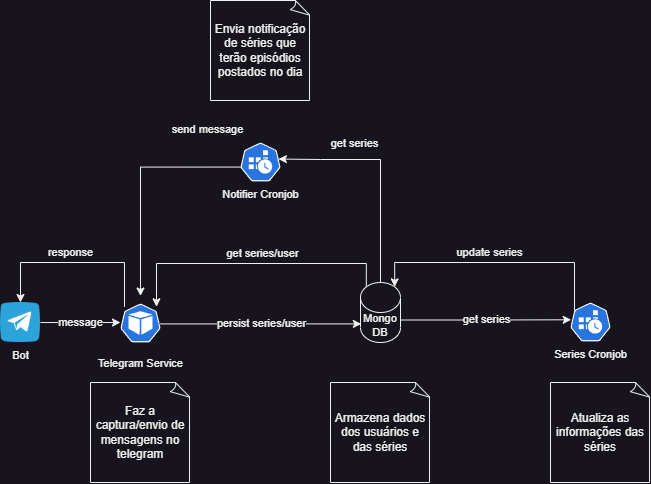 Envia notificação
de séries que
terão episódios
postados no dia
send message
get series
Notifier Cronjob
response
get series/user
update series
message
persist series/user
Mongo
DB
get series
Bot
Telegram Service
Series Cronjob
Faz a
captura/envio de
mensagens no
telegram
Armazena dados
dos usuários e
das séries
Atualiza as
informações das
séries